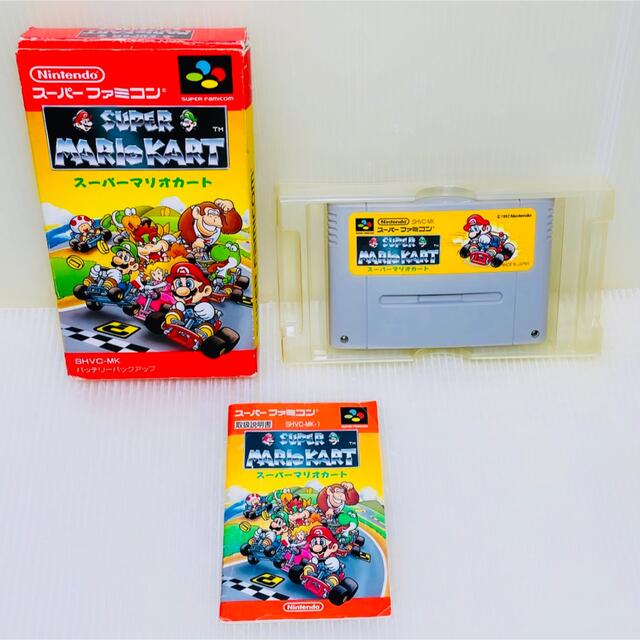 Nintendo
スーパーファミコン®
SUPER FAMICOM
SUPER
MARIO KART
TM
スーパーマリオカート
SHVC-MK
バッテリーバックアップ
Nintendo SHVC-MK
スーパーファミコン
SUPER
MARIO KART
スーパーマリオカート
© 1992 Nintendo
MADE IN JAPAN
スーパーファミコン®
取扱説明書 SHVC-MK-1
SUPER
MARIO KART
TM
スーパーマリオカート
Nintendo